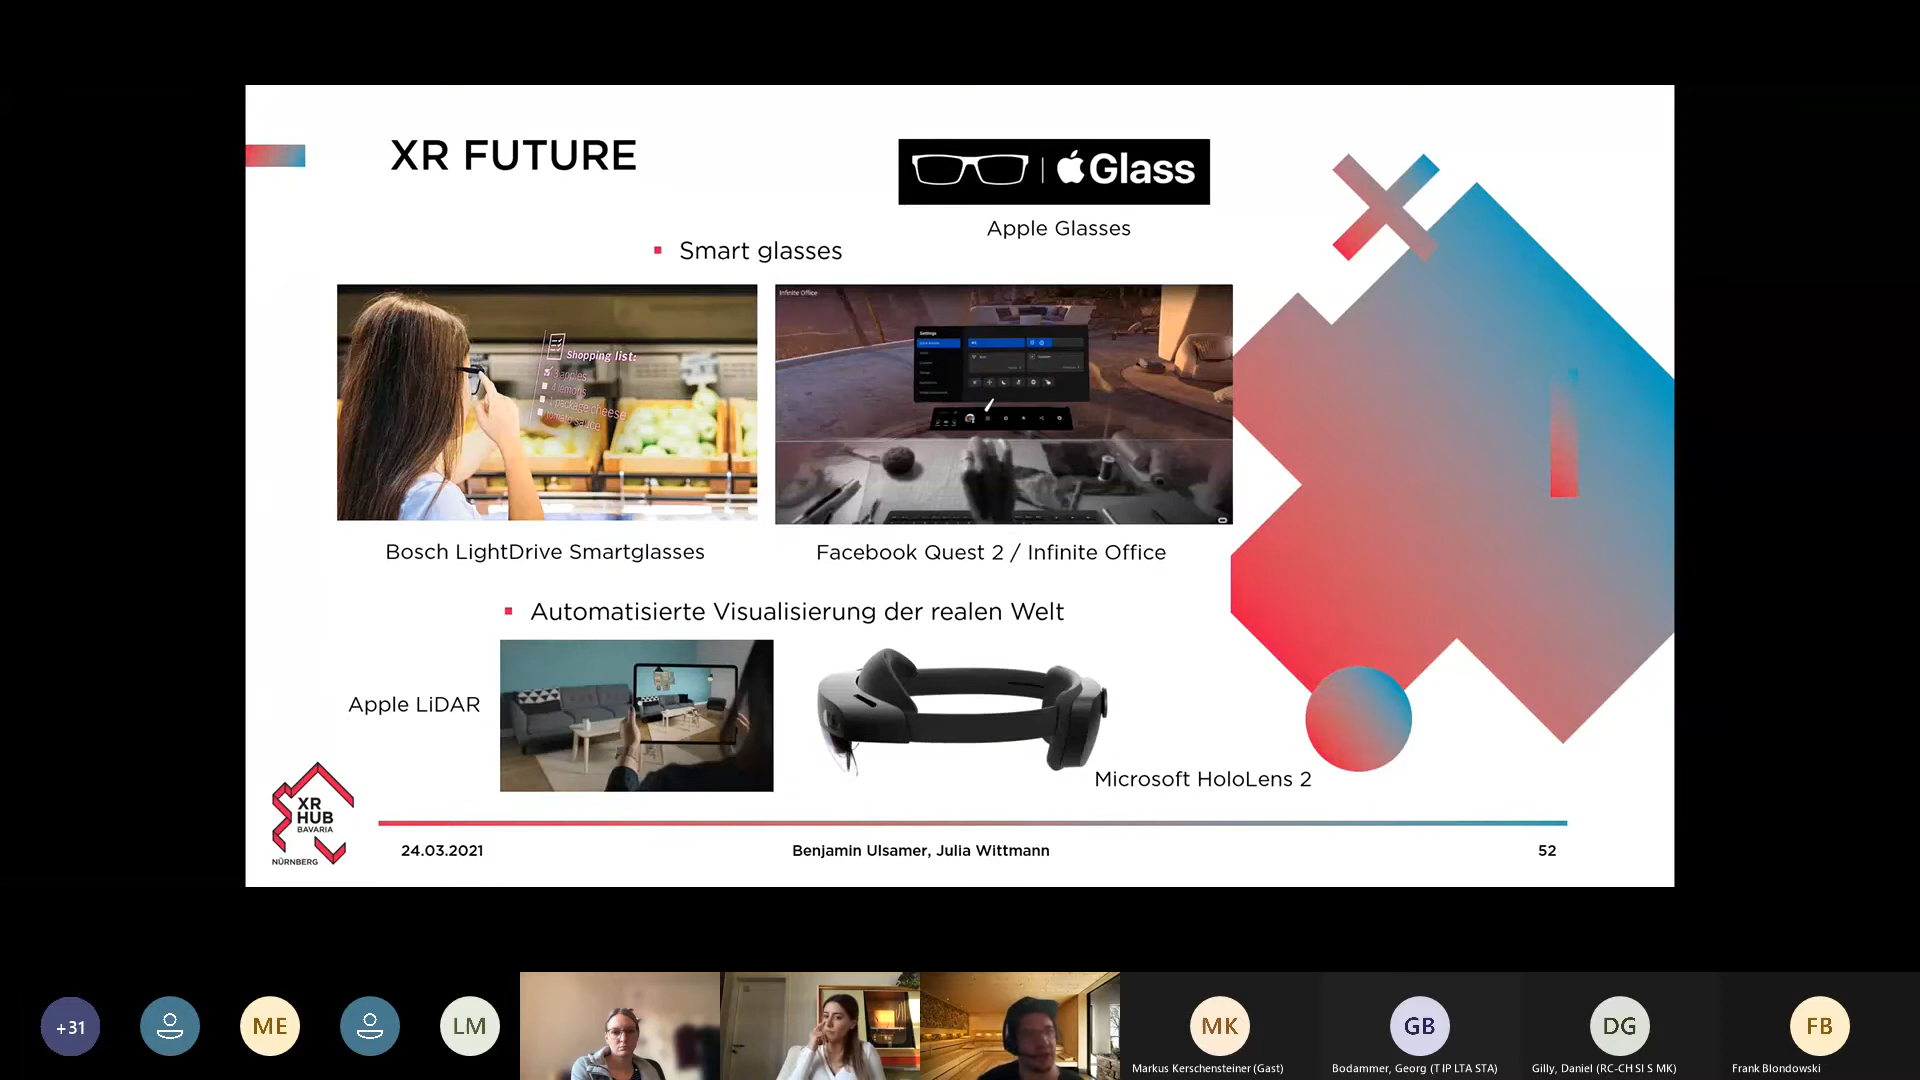 XR FUTURE
Glass
Apple Glasses
Smart glasses
Shopping list:
3 apples
4 lemons
1 package cheese
tomato sauce
Infinite Office
Settings
Bosch LightDrive Smartglasses
Facebook Quest 2 / Infinite Office
Automatisierte Visualisierung der realen Welt
Apple LiDAR
Microsoft HoloLens 2
XR
HUB
BAVARIA
NÜRNBERG
24.03.2021
Benjamin Ulsamer, Julia Wittmann
52
+31
ME
LM
MK
GB
DG
FB
Markus Kerschensteiner (Gast)
Bodammer, Georg (T IP LTA STA)
Gilly, Daniel (RC-CH SI S MK)
Frank Blondowski